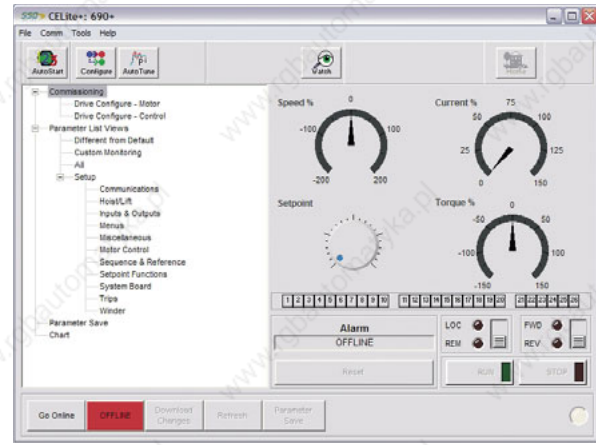 SSD CELite+: 690+
File Comm Tools Help
AutoStart Configure AutoTune Watch Home
Commissioning
Drive Configure - Motor
Drive Configure - Control
Parameter List Views
Different from Default
Custom Monitoring
All
Setup
Communications
Hoist/Lift
Inputs & Outputs
Menus
Miscellaneous
Motor Control
Sequence & Reference
Setpoint Functions
System Board
Trips
Winder
Parameter Save
Chart
Speed %
0
-100 100
-200 200
Current %
75
50 100
25 125
0 150
Setpoint
Torque %
0
-50 50
-100 100
-150 150
1 2 3 4 5 6 7 8 9 10 11 12 13 14 15 16 17 18 19 20 21 22 23 24 25 26
Alarm
OFFLINE
Reset
LOC
REM
FWD
REV
RUN STOP
Go Online OFFLINE Download Changes Refresh Parameter Save
www.rgbautomatyka.pl